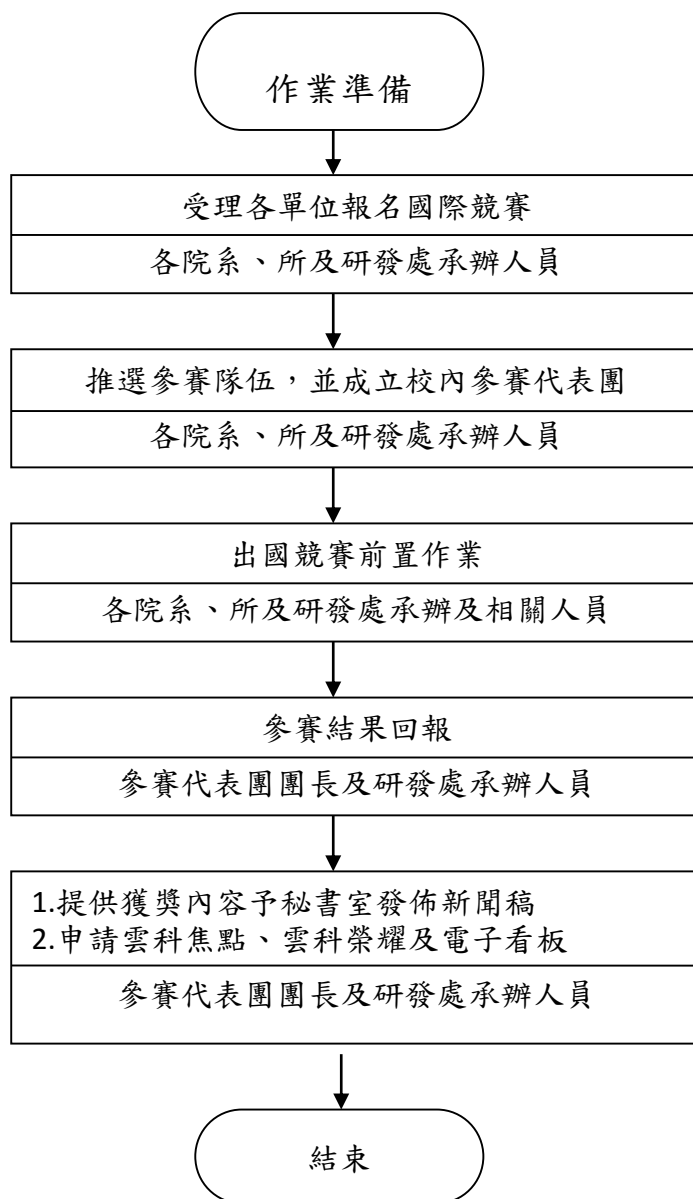 作業準備
受理各單位報名國際競賽
各院系、所及研發處承辦人員
推選參賽隊伍，並成立校內參賽代表團
各院系、所及研發處承辦人員
出國競賽前置作業
各院系、所及研發處承辦及相關人員
參賽結果回報
參賽代表團團長及研發處承辦人員
1.提供獲獎內容予秘書室發佈新聞稿
2.申請雲科焦點、雲科榮耀及電子看板
參賽代表團團長及研發處承辦人員
結束